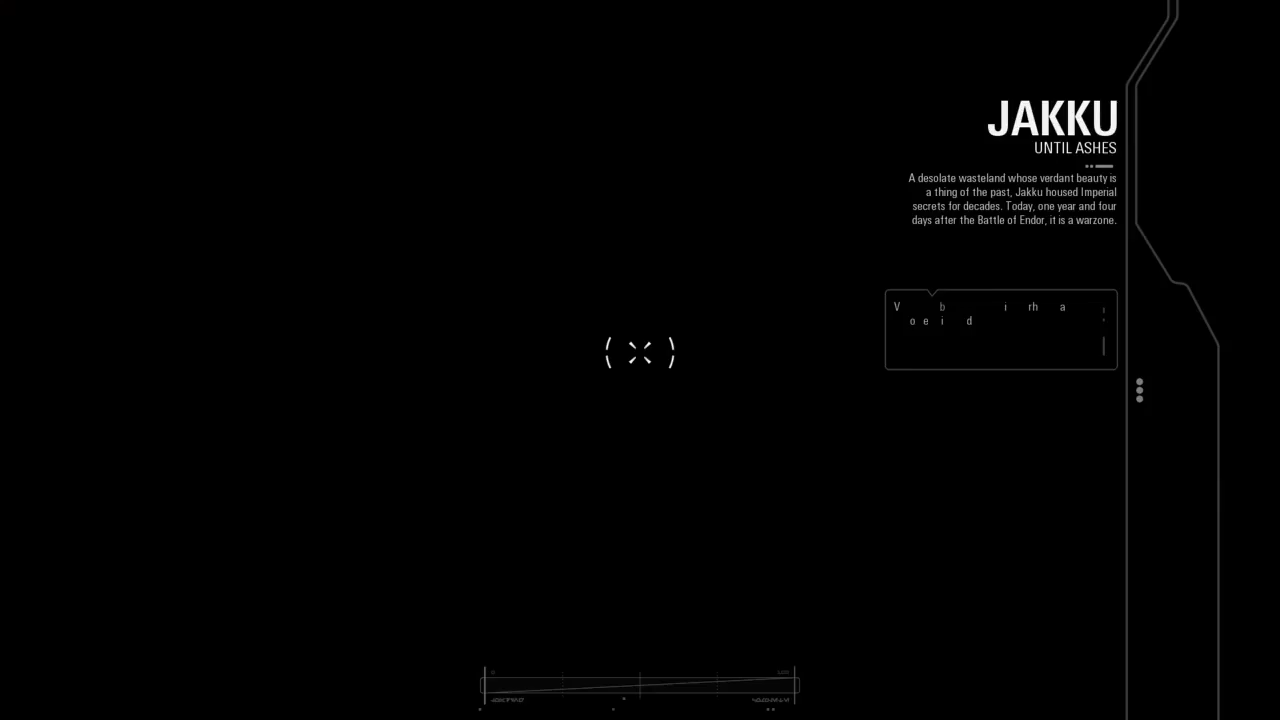 JAKKU
UNTIL ASHES
A desolate wasteland whose verdant beauty is
a thing of the past, Jakku housed Imperial
secrets for decades. Today, one year and four
days after the Battle of Endor, it is a warzone.
V b i rh a
o e i d